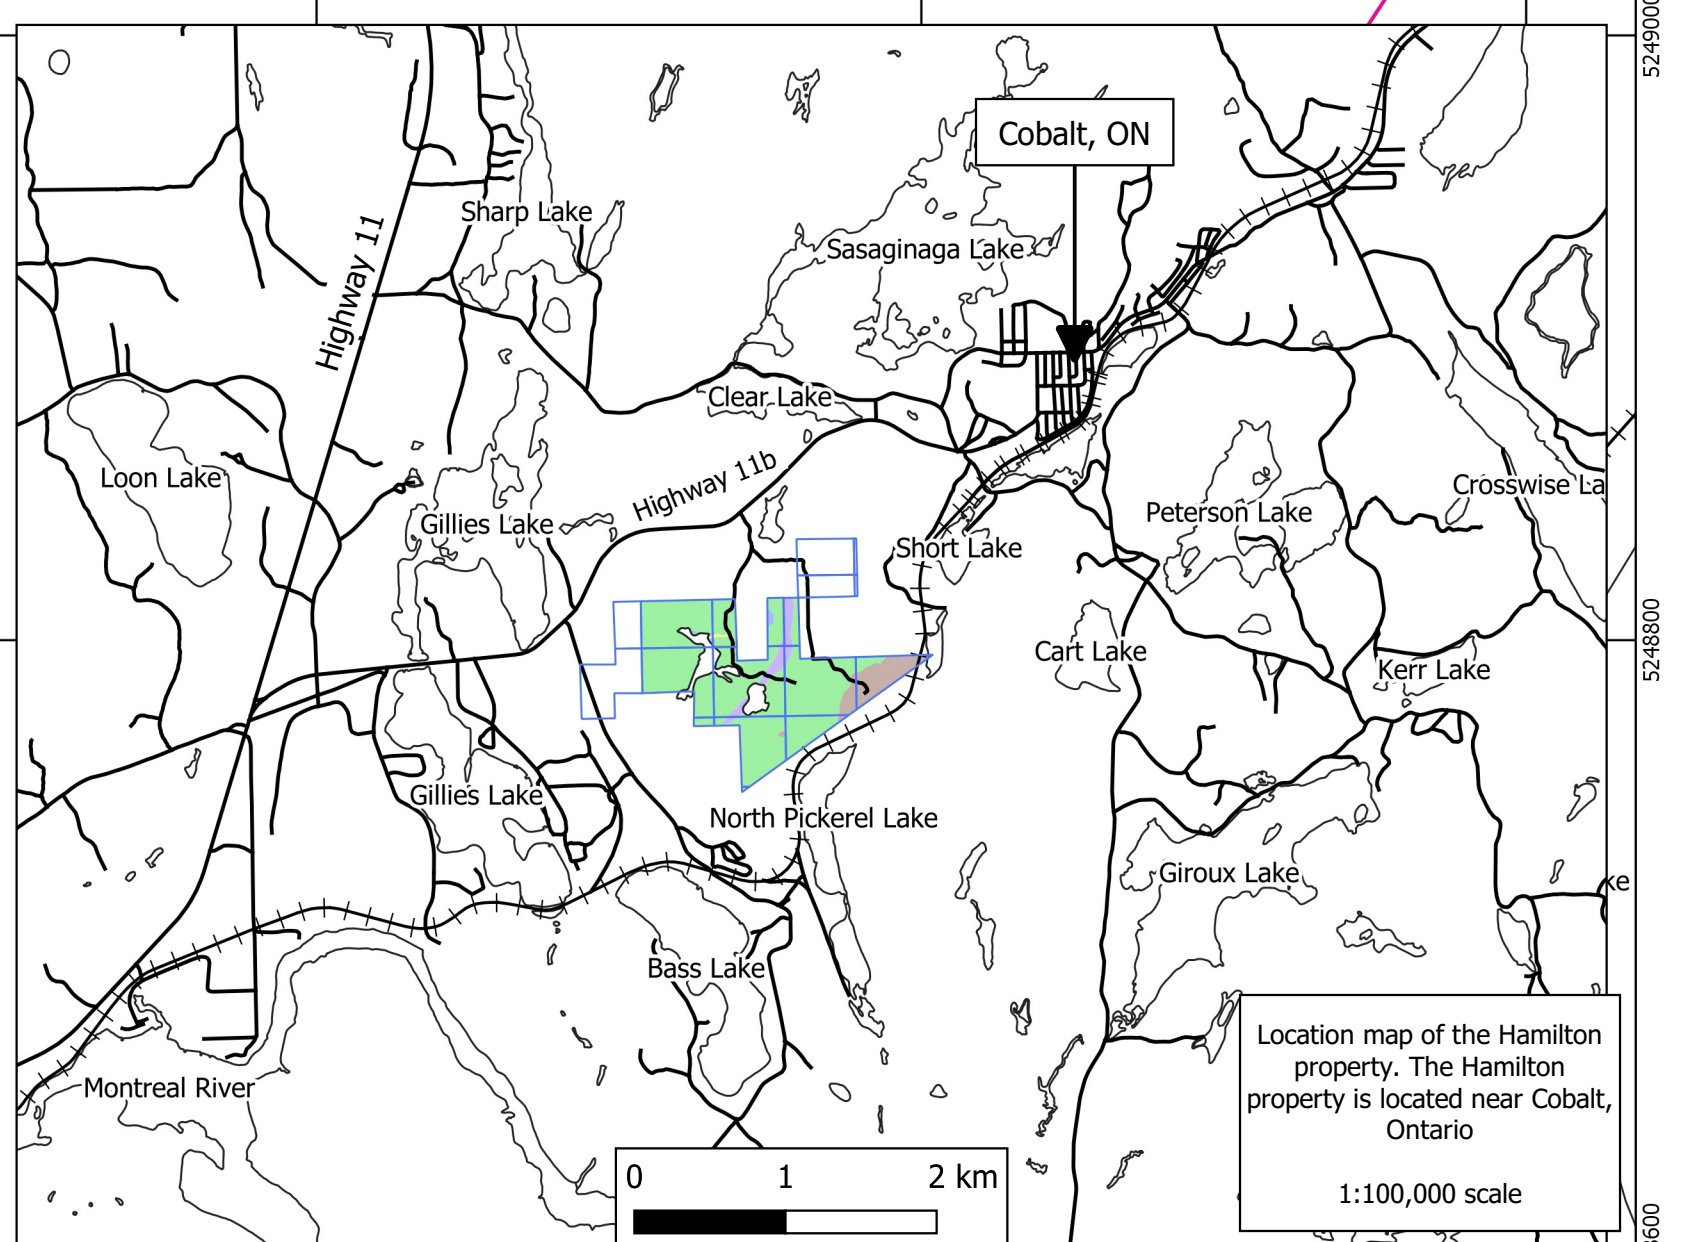 5249000
Cobalt, ON
Sharp Lake
Highway 11
Sasaginaga Lake
Clear Lake
Highway 11b
Loon Lake
Crosswise La
Peterson Lake
Gillies Lake
Short Lake
5248800
Cart Lake
Kerr Lake
Gillies Lake
North Pickerel Lake
Giroux Lake
ke
Bass Lake
Montreal River
Location map of the Hamilton
property. The Hamilton
property is located near Cobalt,
Ontario
1:100,000 scale
0 1 2 km
600